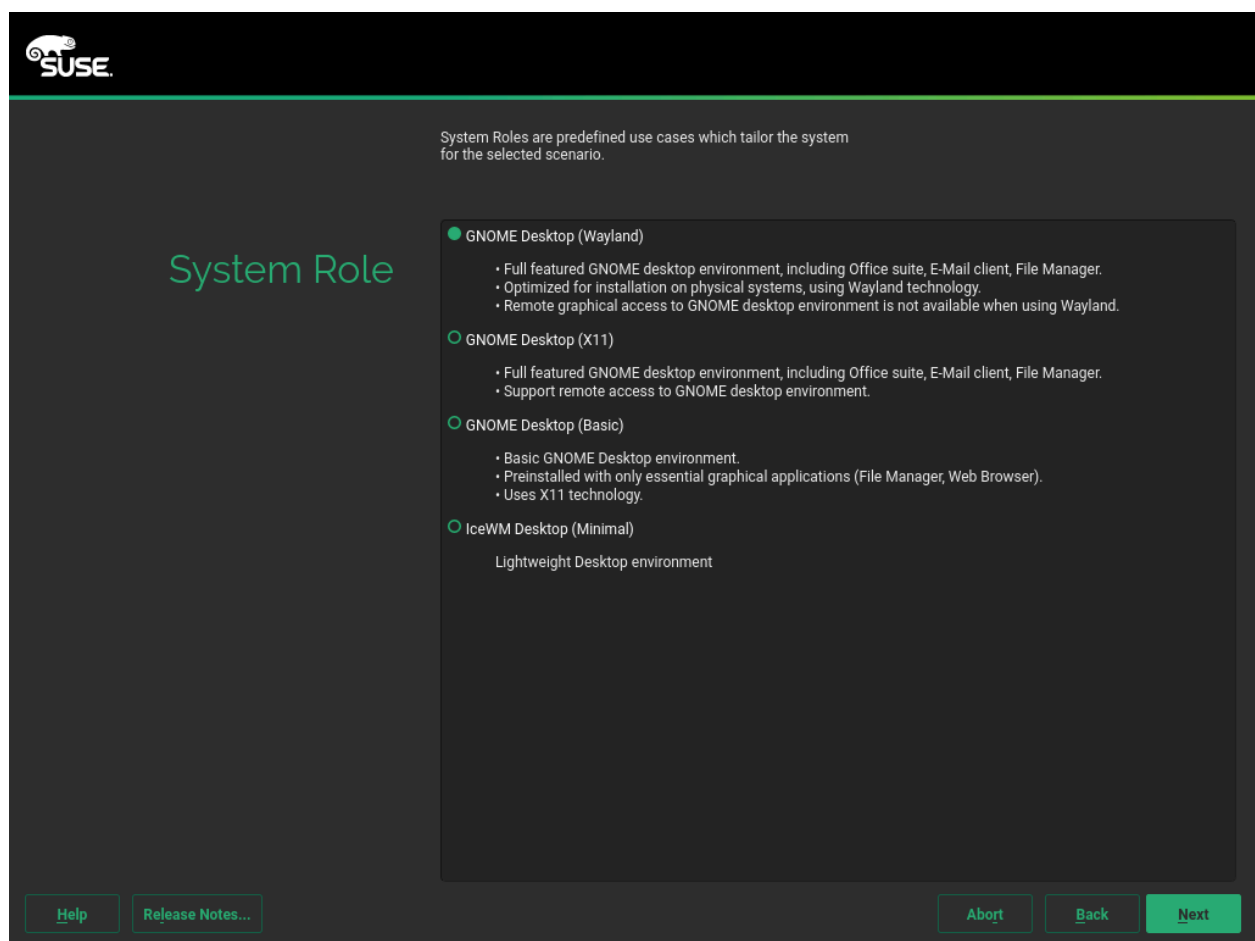 SUSE.
System Roles are predefined use cases which tailor the system
for the selected scenario.
System Role
GNOME Desktop (Wayland)
• Full featured GNOME desktop environment, including Office suite, E-Mail client, File Manager.
• Optimized for installation on physical systems, using Wayland technology.
• Remote graphical access to GNOME desktop environment is not available when using Wayland.
GNOME Desktop (X11)
• Full featured GNOME desktop environment, including Office suite, E-Mail client, File Manager.
• Support remote access to GNOME desktop environment.
GNOME Desktop (Basic)
• Basic GNOME Desktop environment.
• Preinstalled with only essential graphical applications (File Manager, Web Browser).
• Uses X11 technology.
IceWM Desktop (Minimal)
Lightweight Desktop environment
Help
Release Notes...
Abort
Back
Next